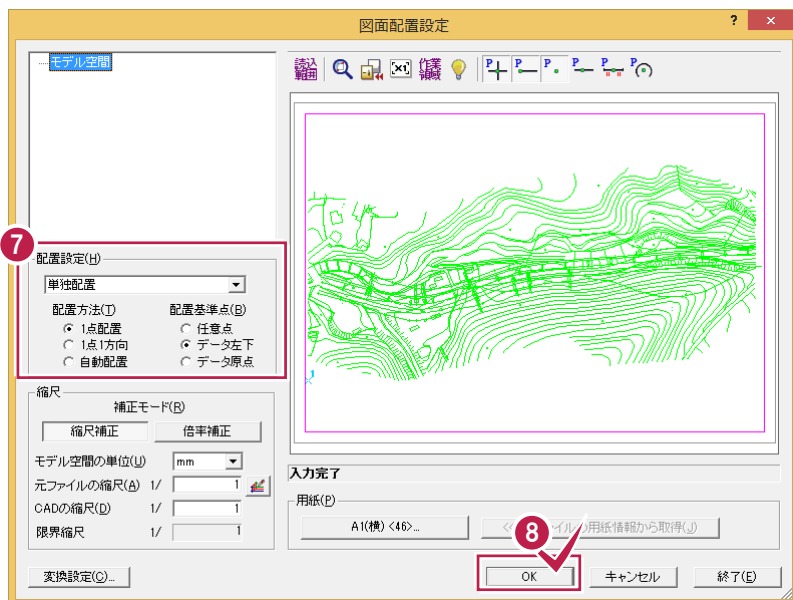 図面配置設定
?
×
モデル空間
読込範囲
×1
作業領域
P P P P P P
7
配置設定(H)
単独配置
配置方法(T) 配置基準点(B)
1点配置 任意点
1点1方向 データ左下
自動配置 データ原点
1
縮尺
補正モード(R)
縮尺補正 倍率補正
モデル空間の単位(U) mm
元ファイルの縮尺(A) 1/ 1
CADの縮尺(D) 1/ 1
限界縮尺 1/ 1
入力完了
用紙(P)
A1(横) <46>...
の用紙情報から取得(J)
8
変換設定(C)...
OK キャンセル 終了(E)